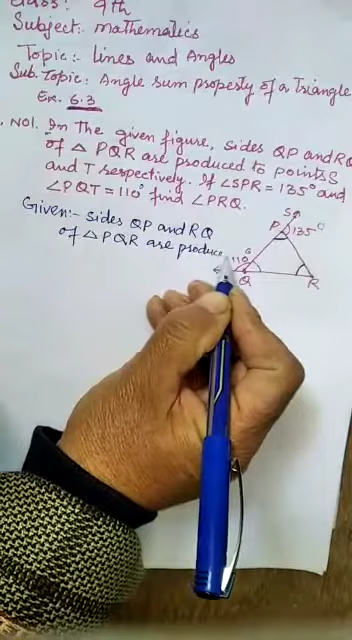 Class: 9th
Subject: mathematics
Topic:- lines and Angles
Sub. Topic: Angle sum property of a Triangle
Ex. 6.3
No1. In the given figure, sides QP and RQ
of △ PQR are produced to points S
and T respectively. If ∠SPR = 135° and
∠PQT = 110° find ∠PRQ.
S
P 135°
110°
Q R
Given:- Sides QP and RQ
of △ PQR are produce